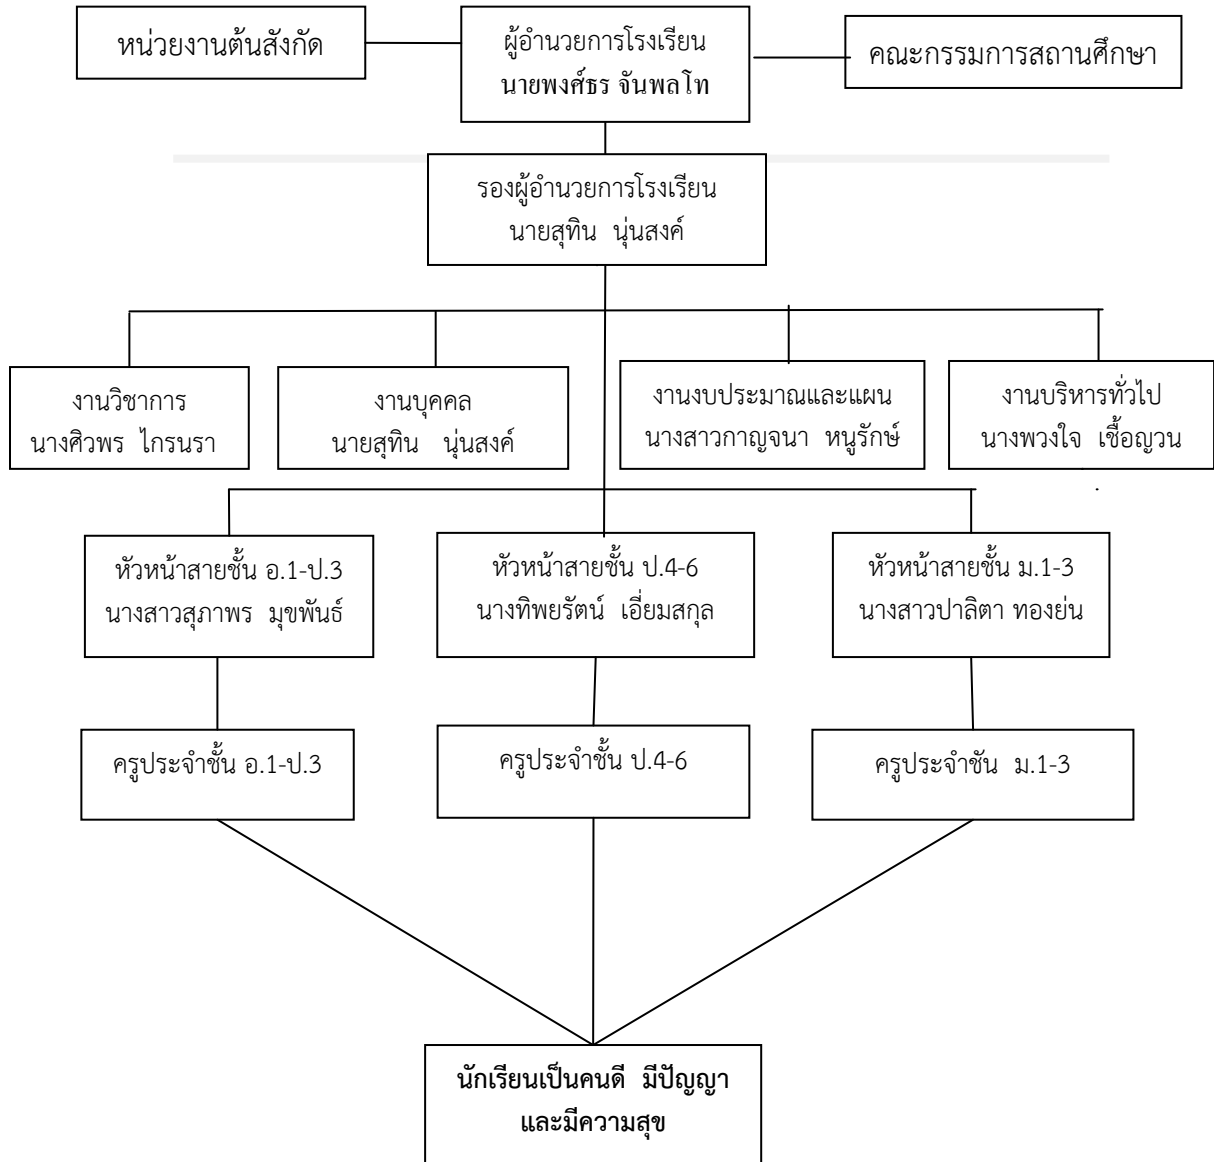 หน่วยงานต้นสังกัด
ผู้อำนวยการโรงเรียน
นายพงศ์ธร จันพลโท
คณะกรรมการสถานศึกษา
รองผู้อำนวยการโรงเรียน
นายสุทิน นุ่นสงค์
งานวิชาการ
นางศิวพร ไกรนรา
งานบุคคล
นายสุทิน นุ่นสงค์
งานงบประมาณและแผน
นางสาวกาญจนา หนูรักษ์
งานบริหารทั่วไป
นางพวงใจ เชื้อญวน
หัวหน้าสายชั้น อ.1-ป.3
นางสาวสุภาพร มุขพันธ์
หัวหน้าสายชั้น ป.4-6
นางทิพยรัตน์ เอี่ยมสกุล
หัวหน้าสายชั้น ม.1-3
นางสาวปาลิตา ทองย่น
ครูประจำชั้น อ.1-ป.3
ครูประจำชั้น ป.4-6
ครูประจำชัน ม.1-3
นักเรียนเป็นคนดี มีปัญญา
และมีความสุข